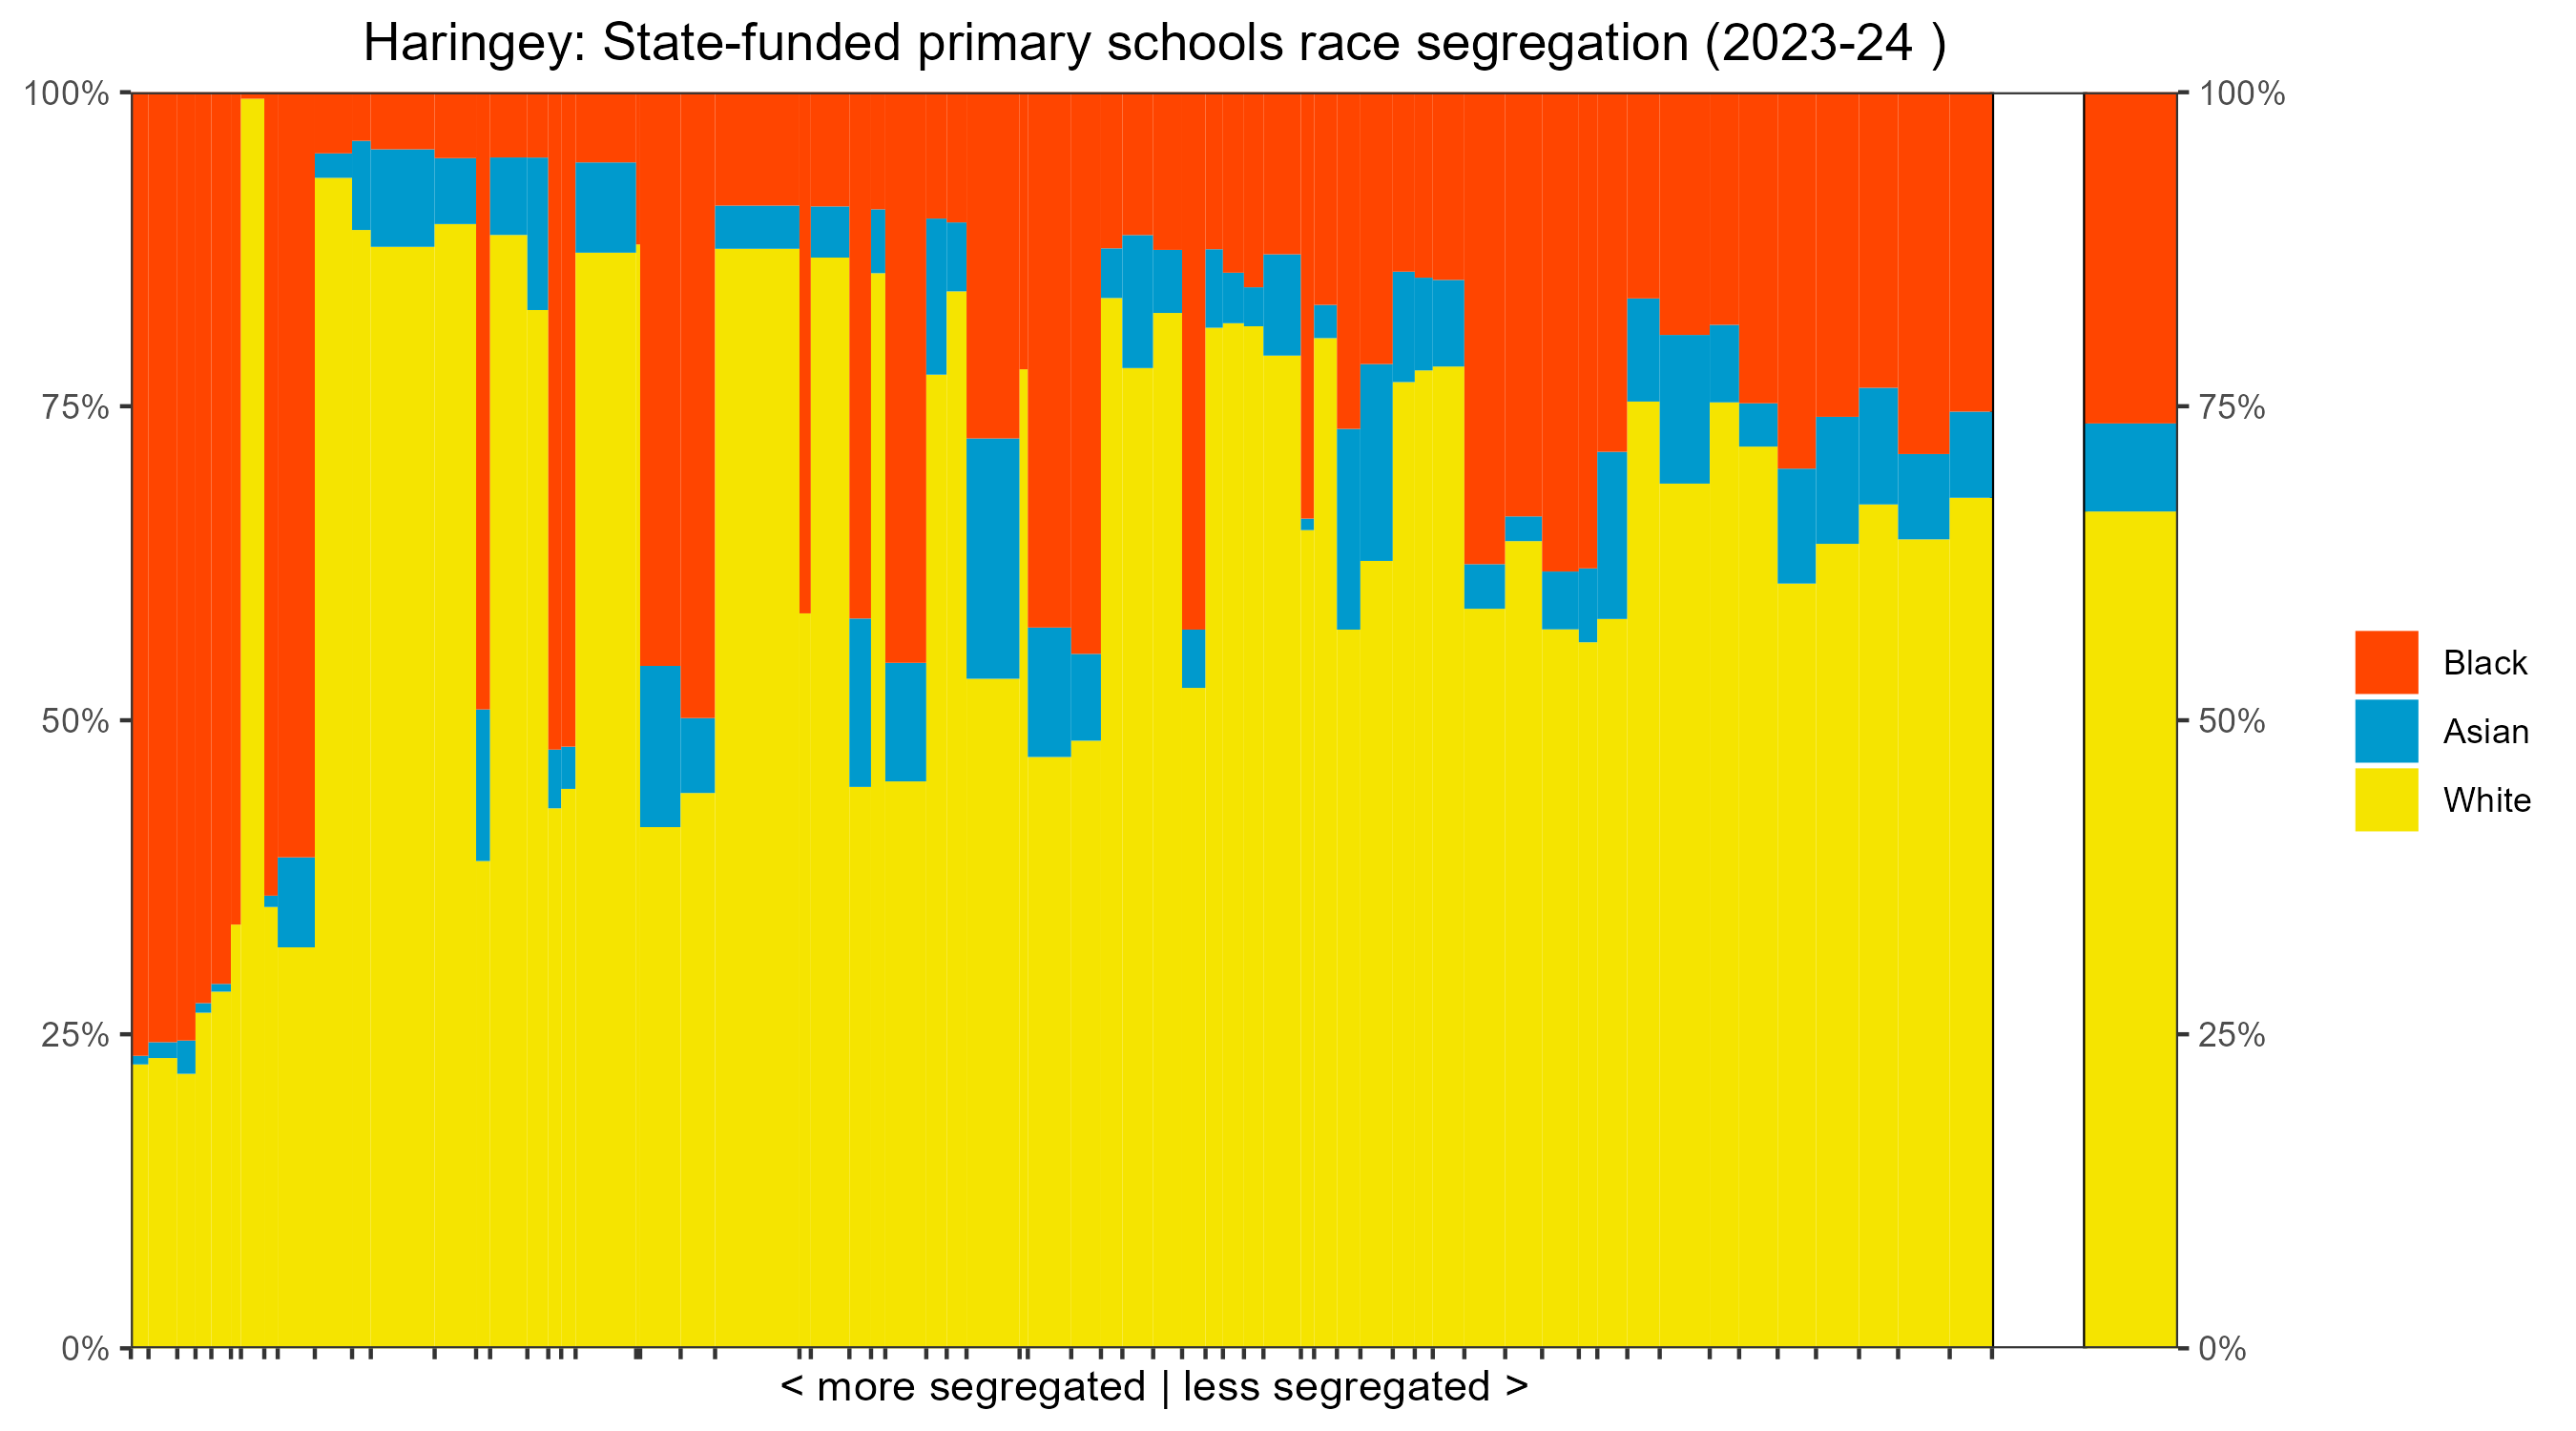 Haringey: State-funded primary schools race segregation (2023-24 )
100%
75%
50%
25%
0%
100%
75%
50%
25%
0%
Black
Asian
White
< more segregated | less segregated >